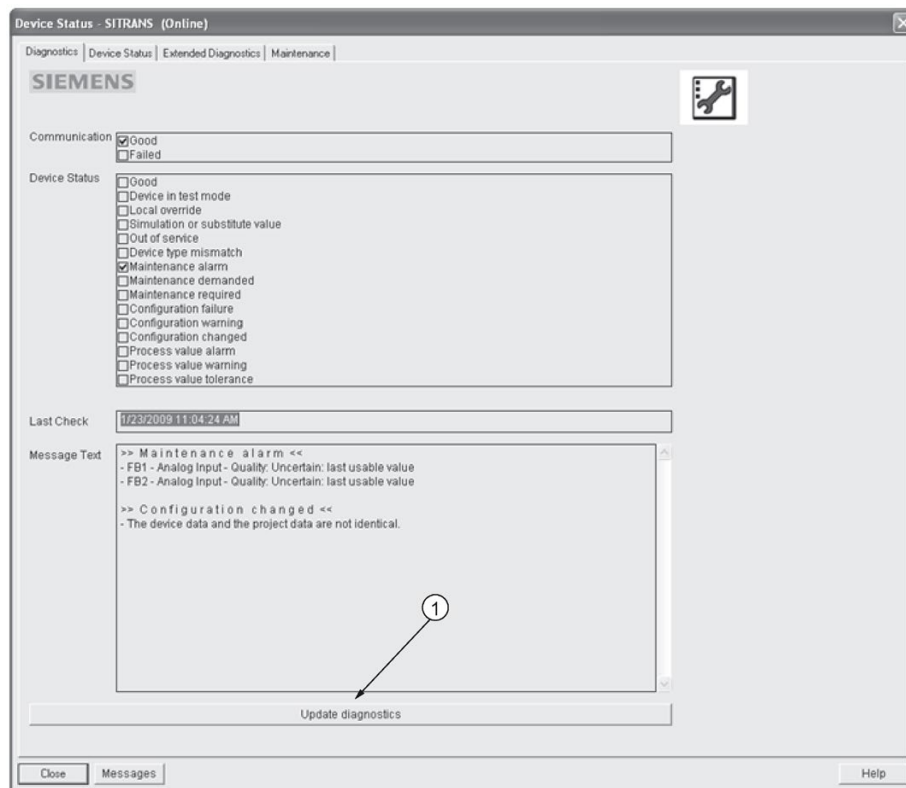 Device Status - SITRANS (Online)
Diagnostics Device Status Extended Diagnostics Maintenance
SIEMENS
Communication Good
Failed
Device Status Good
Device in test mode
Local override
Simulation or substitute value
Out of service
Device type mismatch
Maintenance alarm
Maintenance demanded
Maintenance required
Configuration failure
Configuration warning
Configuration changed
Process value alarm
Process value warning
Process value tolerance
Last Check 1/23/2009 11:04:24 AM
Message Text >> M a i n t e n a n c e  a l a r m <<
- FB1 - Analog Input - Quality: Uncertain: last usable value
- FB2 - Analog Input - Quality: Uncertain: last usable value
>> C o n f i g u r a t i o n  c h a n g e d <<
- The device data and the project data are not identical.
1
Update diagnostics
Close Messages Help